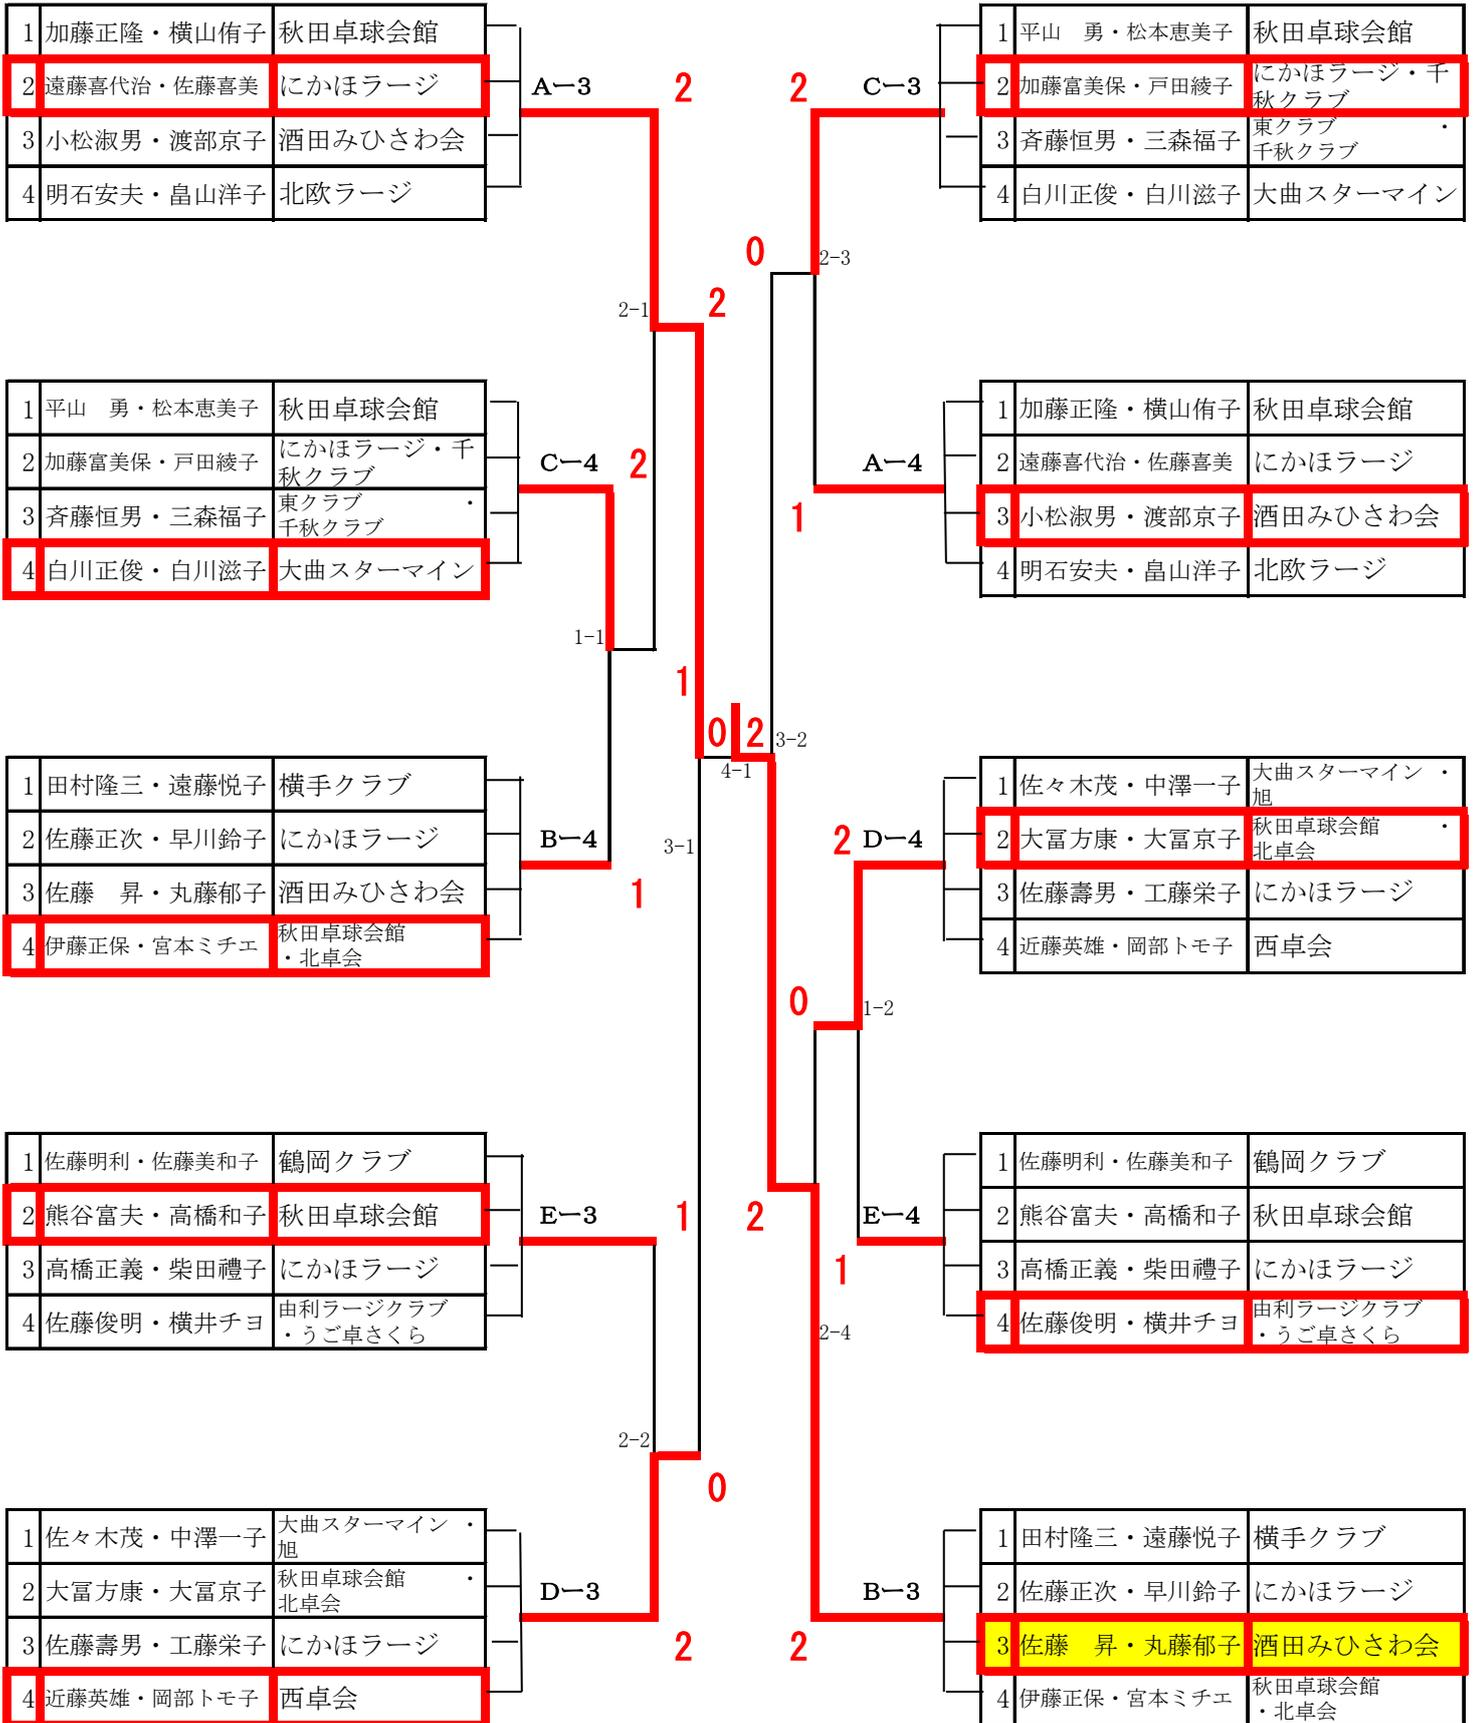 1 加藤正隆・横山侑子 秋田卓球会館
2 遠藤喜代治・佐藤喜美 にかほラージ
3 小松淑男・渡部京子 酒田みひさわ会
4 明石安夫・畠山洋子 北欧ラージ
A－3
2
2
C－3
1 平山　勇・松本恵美子 秋田卓球会館
2 加藤富美保・戸田綾子 にかほラージ・千
秋クラブ
3 斉藤恒男・三森福子 東クラブ　・
千秋クラブ
4 白川正俊・白川滋子 大曲スターマイン
0
2-3
2-1
2
1 平山　勇・松本恵美子 秋田卓球会館
2 加藤富美保・戸田綾子 にかほラージ・千
秋クラブ
3 斉藤恒男・三森福子 東クラブ　・
千秋クラブ
4 白川正俊・白川滋子 大曲スターマイン
C－4
2
A－4
1
1 加藤正隆・横山侑子 秋田卓球会館
2 遠藤喜代治・佐藤喜美 にかほラージ
3 小松淑男・渡部京子 酒田みひさわ会
4 明石安夫・畠山洋子 北欧ラージ
1-1
1
0
2
3-2
4-1
1 田村隆三・遠藤悦子 横手クラブ
2 佐藤正次・早川鈴子 にかほラージ
3 佐藤　昇・丸藤郁子 酒田みひさわ会
4 伊藤正保・宮本ミチエ 秋田卓球会館
・北卓会
B－4
1
3-1
2
D－4
1 佐々木茂・中澤一子 大曲スターマイン　・
旭
2 大冨方康・大冨京子 秋田卓球会館　・
北卓会
3 佐藤壽男・工藤栄子 にかほラージ
4 近藤英雄・岡部トモ子 西卓会
0
1-2
1 佐藤明利・佐藤美和子 鶴岡クラブ
2 熊谷富夫・高橋和子 秋田卓球会館
3 高橋正義・柴田禮子 にかほラージ
4 佐藤俊明・横井チヨ 由利ラージクラブ
・うご卓さくら
E－3
1
2
E－4
1
1 佐藤明利・佐藤美和子 鶴岡クラブ
2 熊谷富夫・高橋和子 秋田卓球会館
3 高橋正義・柴田禮子 にかほラージ
4 佐藤俊明・横井チヨ 由利ラージクラブ
・うご卓さくら
2-4
2-2
0
1 佐々木茂・中澤一子 大曲スターマイン　・
旭
2 大冨方康・大冨京子 秋田卓球会館　・
北卓会
3 佐藤壽男・工藤栄子 にかほラージ
4 近藤英雄・岡部トモ子 西卓会
D－3
2
2
B－3
1 田村隆三・遠藤悦子 横手クラブ
2 佐藤正次・早川鈴子 にかほラージ
3 佐藤　昇・丸藤郁子 酒田みひさわ会
4 伊藤正保・宮本ミチエ 秋田卓球会館
・北卓会